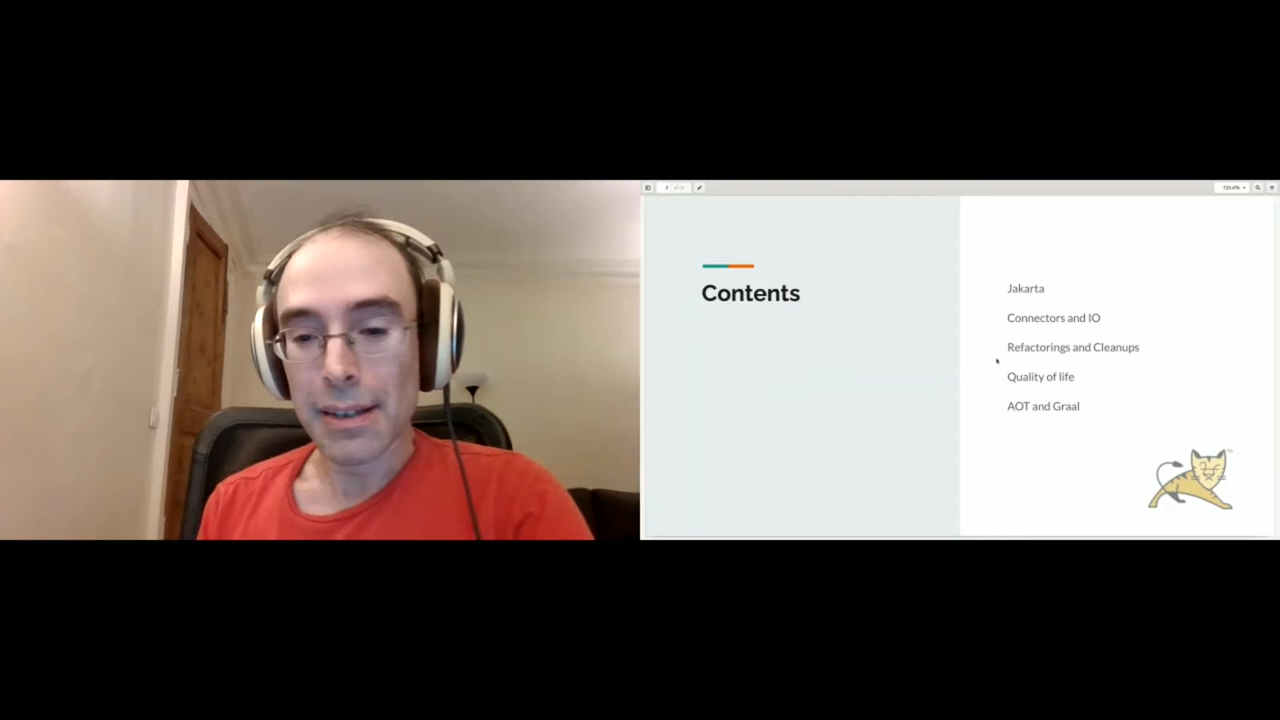 Contents
Jakarta
Connectors and IO
Refactorings and Cleanups
Quality of life
AOT and Graal